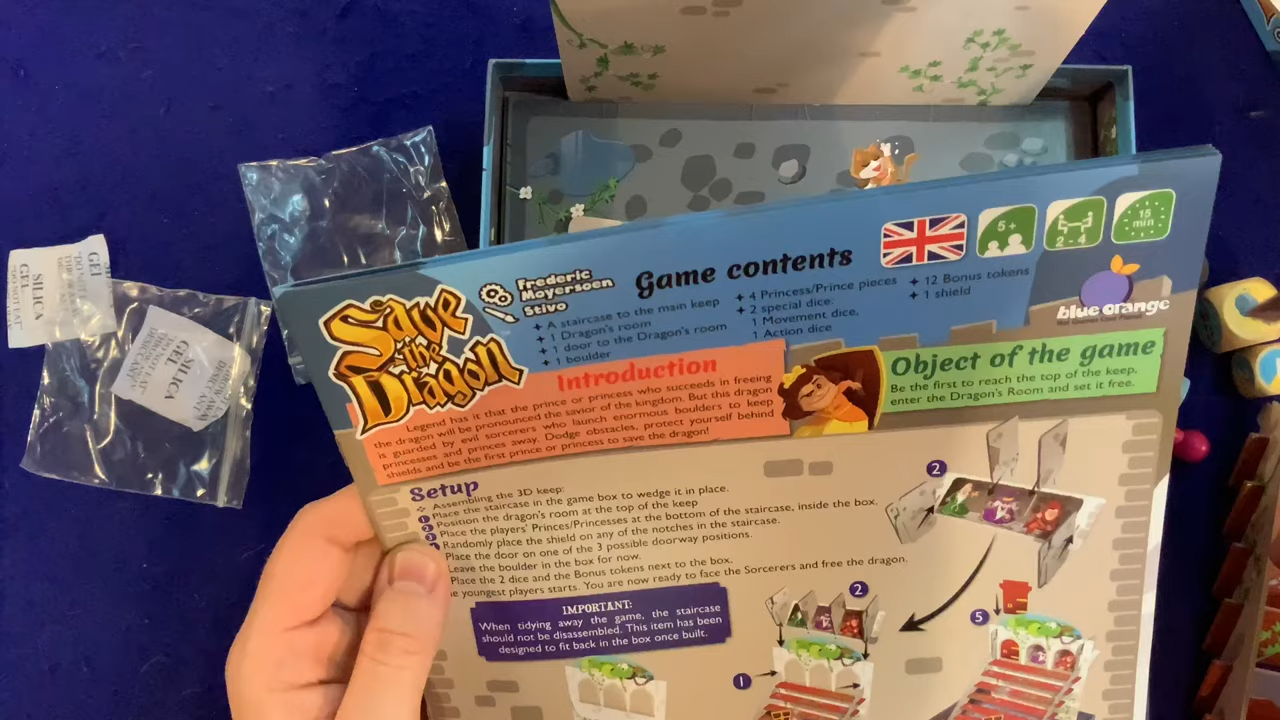 Save
the
Dragon
Frederic
Moyersoen
Stivo
Game contents
+ A staircase to the main keep
+ 1 Dragon's room
+ 1 door to the Dragon's room
+ 1 boulder
+ 4 Princess/Prince pieces
+ 2 special dice:
1 Movement dice,
1 Action dice
+ 12 Bonus tokens
+ 1 shield
5+
2 - 4
15
min
blue orange
Introduction
Legend has it that the prince or princess who succeeds in freeing
the dragon will be pronounced the savior of the kingdom. But this dragon
is guarded by evil sorcerers who launch enormous boulders to keep
princesses and princes away. Dodge obstacles, protect yourself behind
shields and be the first prince or princess to save the dragon!
Object of the game
Be the first to reach the top of the keep,
enter the Dragon's Room and set it free.
Setup
Assembling the 3D keep:
1 Place the staircase in the game box to wedge it in place.
2 Position the dragon's room at the top of the keep
3 Place the players' Princes/Princesses at the bottom of the staircase, inside the box.
Randomly place the shield on any of the notches in the staircase.
Place the door on one of the 3 possible doorway positions.
Leave the boulder in the box for now.
Place the 2 dice and the Bonus tokens next to the box.
youngest players starts. You are now ready to face the Sorcerers and free the dragon.
IMPORTANT:
When tidying away the game, the staircase
should not be disassembled. This item has been
designed to fit back in the box once built.
2
2
1
5
SILICA
GEL
"DO NOT EAT"
SILICA
GEL